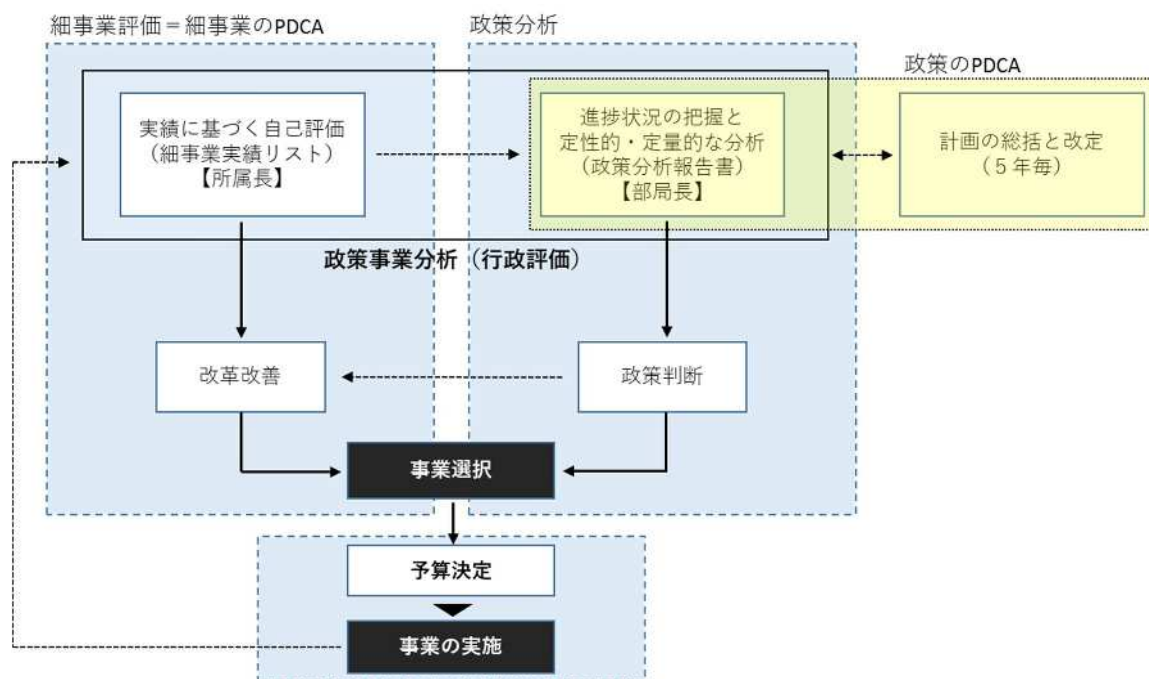 細事業評価＝細事業のPDCA
政策分析
政策のPDCA
実績に基づく自己評価
（細事業実績リスト）
【所属長】
進捗状況の把握と
定性的・定量的な分析
(政策分析報告書)
【部局長】
計画の総括と改定
（５年毎）
政策事業分析（行政評価）
改革改善
政策判断
事業選択
予算決定
事業の実施